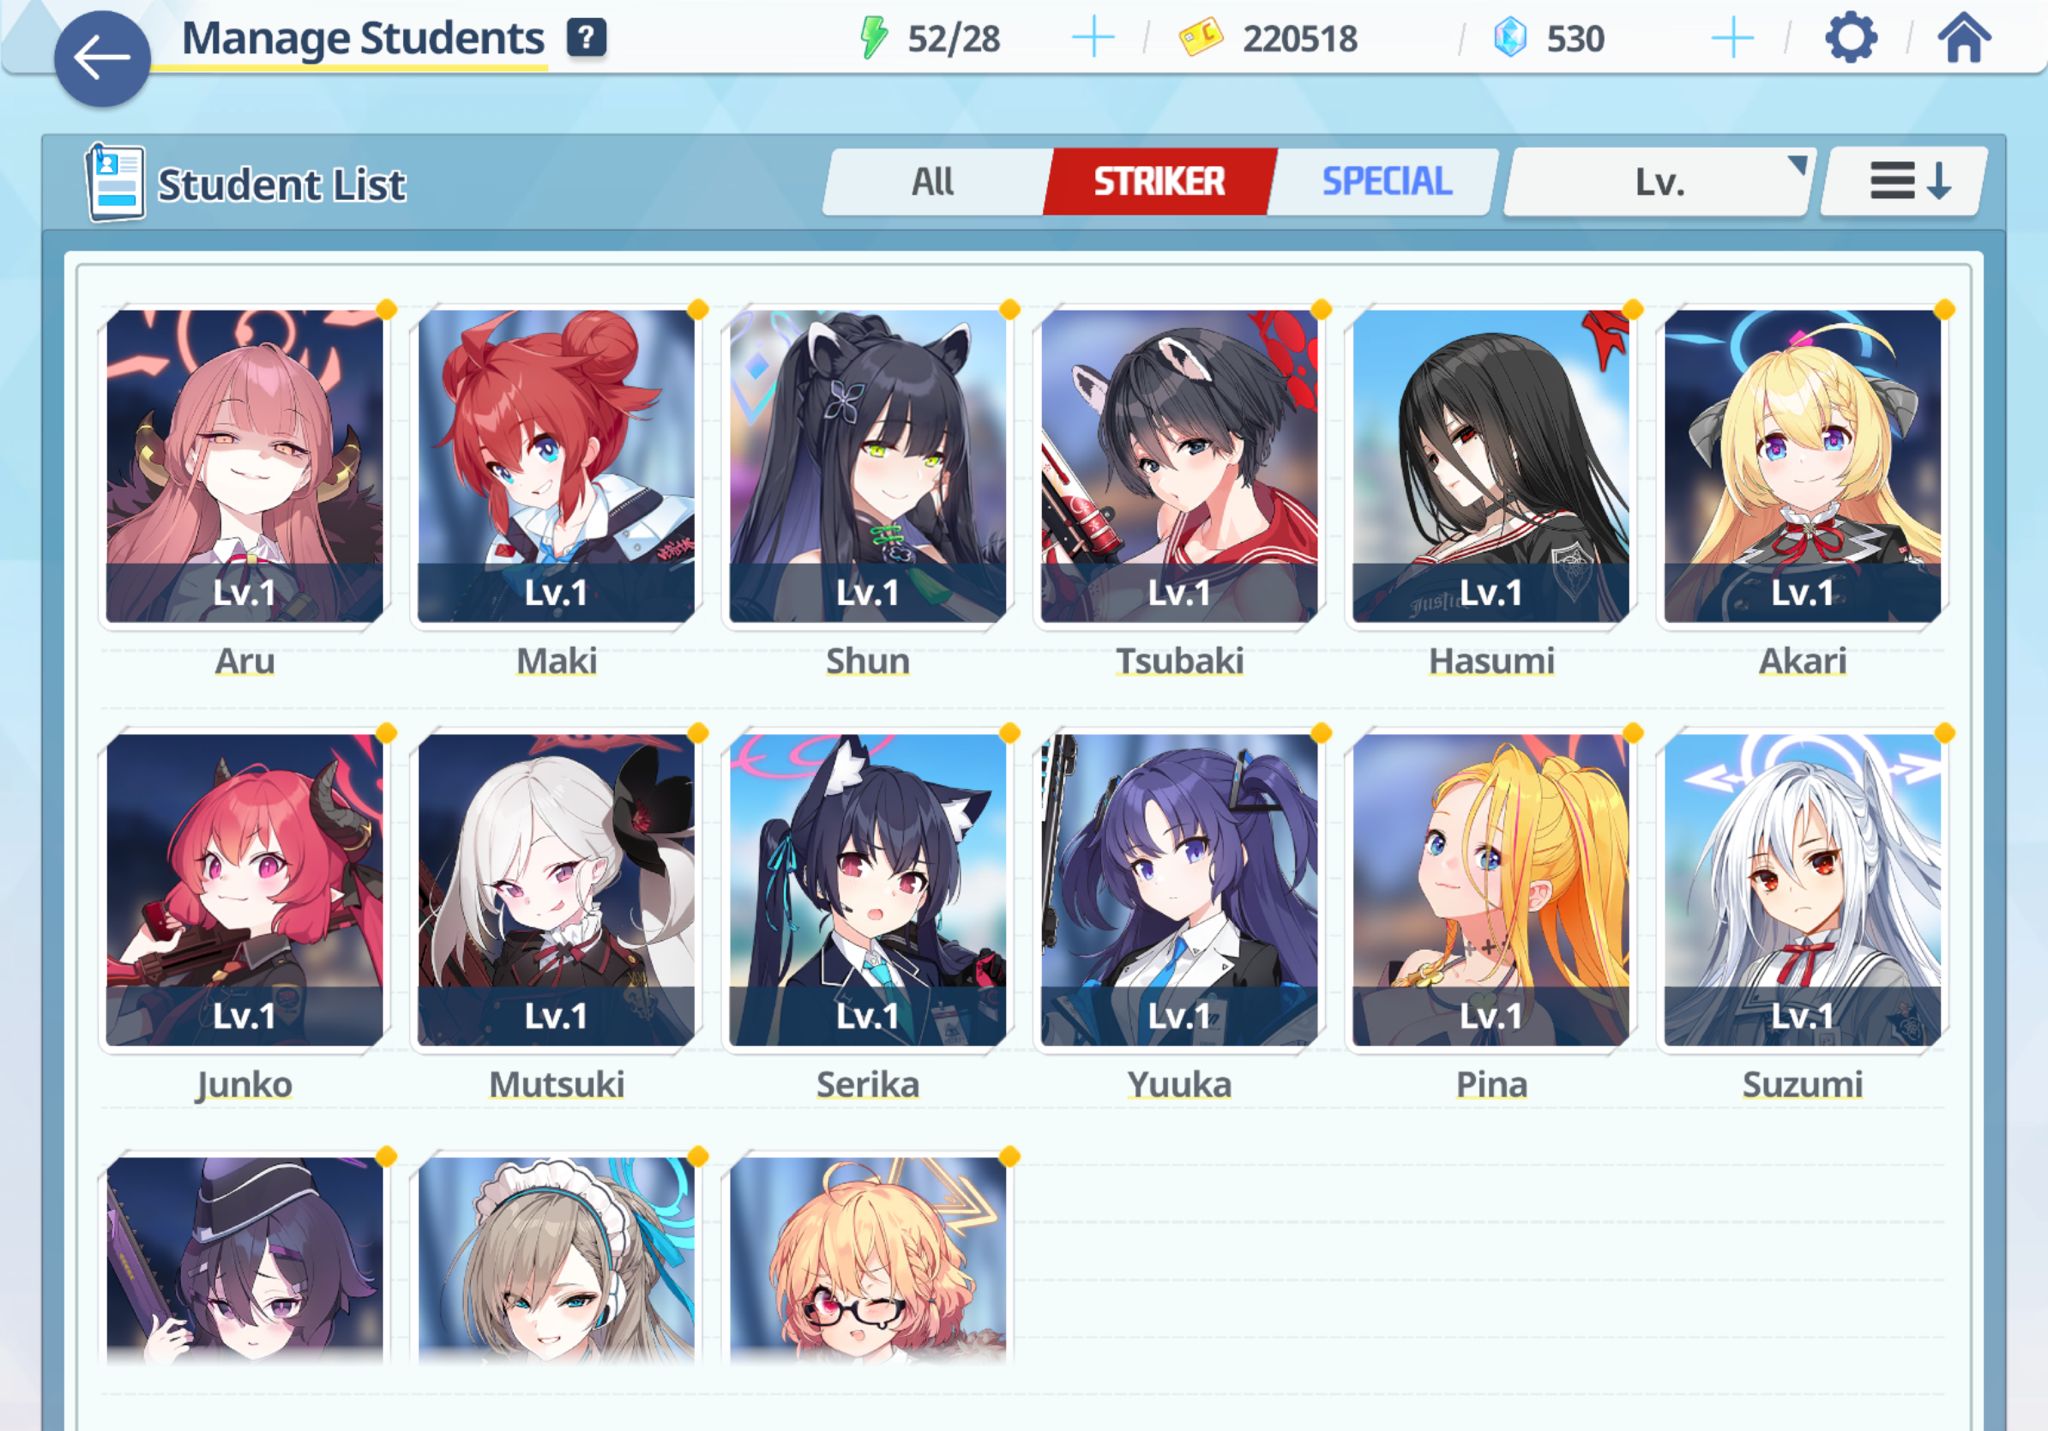 Manage Students ? 52/28 220518 530
Student List All STRIKER SPECIAL Lv.
Lv.1 Lv.1 Lv.1 Lv.1 Justice Lv.1 Lv.1
Aru Maki Shun Tsubaki Hasumi Akari
Lv.1 Lv.1 Lv.1 Lv.1 Lv.1 Lv.1
Junko Mutsuki Serika Yuuka Pina Suzumi